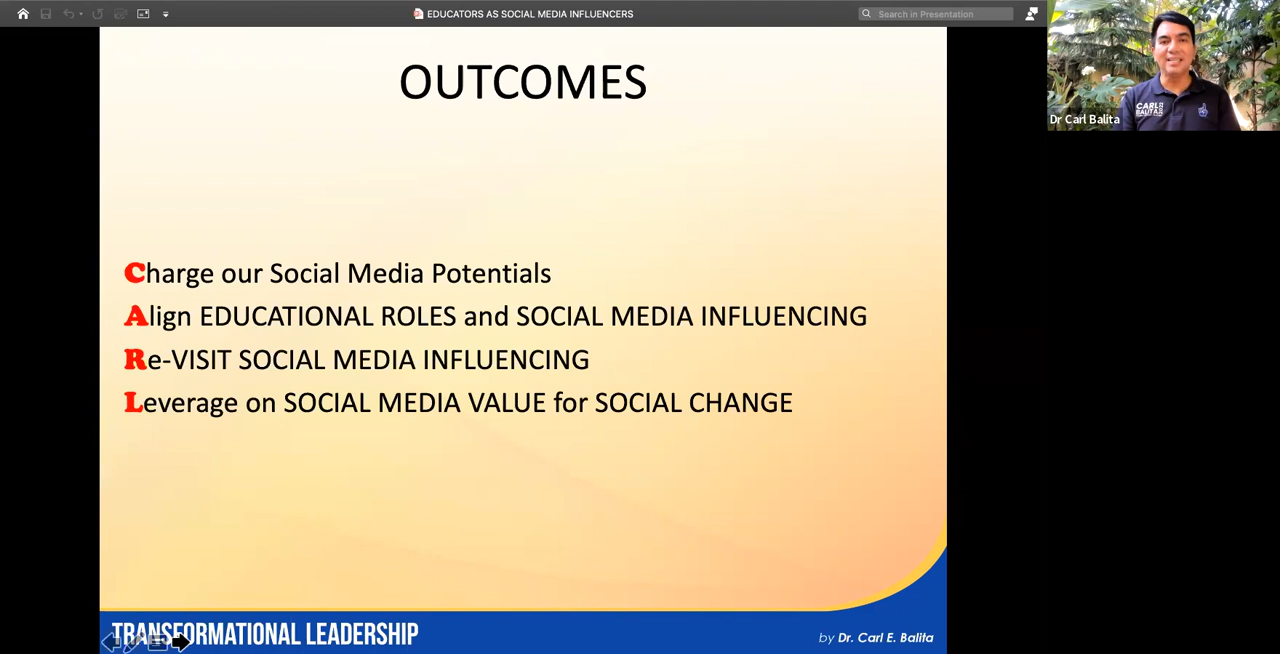 EDUCATORS AS SOCIAL MEDIA INFLUENCERS
Search in Presentation
Dr Carl Balita
CARL
BALITA
OUTCOMES
Charge our Social Media Potentials
Align EDUCATIONAL ROLES and SOCIAL MEDIA INFLUENCING
Re-VISIT SOCIAL MEDIA INFLUENCING
Leverage on SOCIAL MEDIA VALUE for SOCIAL CHANGE
TRANSFORMATIONAL LEADERSHIP
by Dr. Carl E. Balita